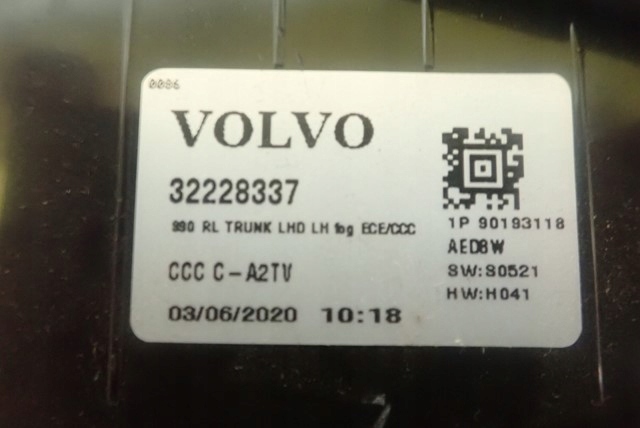 0086
VOLVO
32228337
990 RL TRUNK LHD LH fog ECE/CCC
1P 90193118
AED8W
CCC C-A2TV
SW:S0521
HW:H041
03/06/2020 10:18